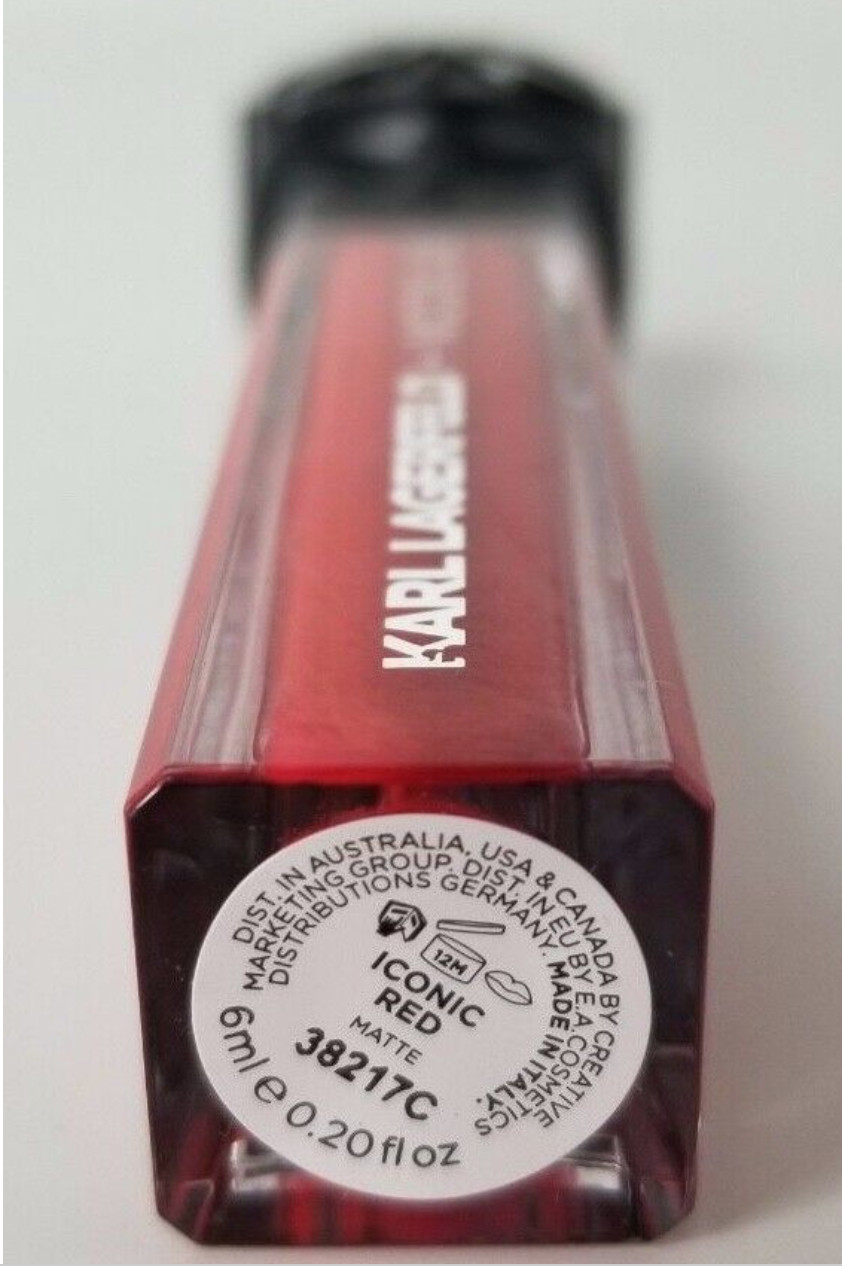 KARL LAGERFELD
DIST. IN AUSTRALIA, USA & CANADA BY CREATIVE
MARKETING GROUP. DIST. IN EU BY E.A.COSMETICS
DISTRIBUTIONS GERMANY. MADE IN ITALY.
12M
ICONIC
RED
MATTE
38217C
6ml e 0.20 fl oz